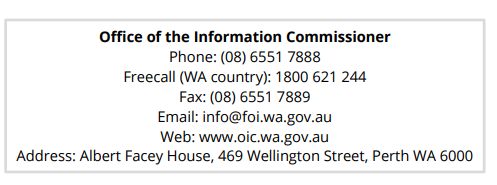 Office of the Information Commissioner
Phone: (08) 6551 7888
Freecall (WA country): 1800 621 244
Fax: (08) 6551 7889
Email: info@foi.wa.gov.au
Web: www.oic.wa.gov.au
Address: Albert Facey House, 469 Wellington Street, Perth WA 6000